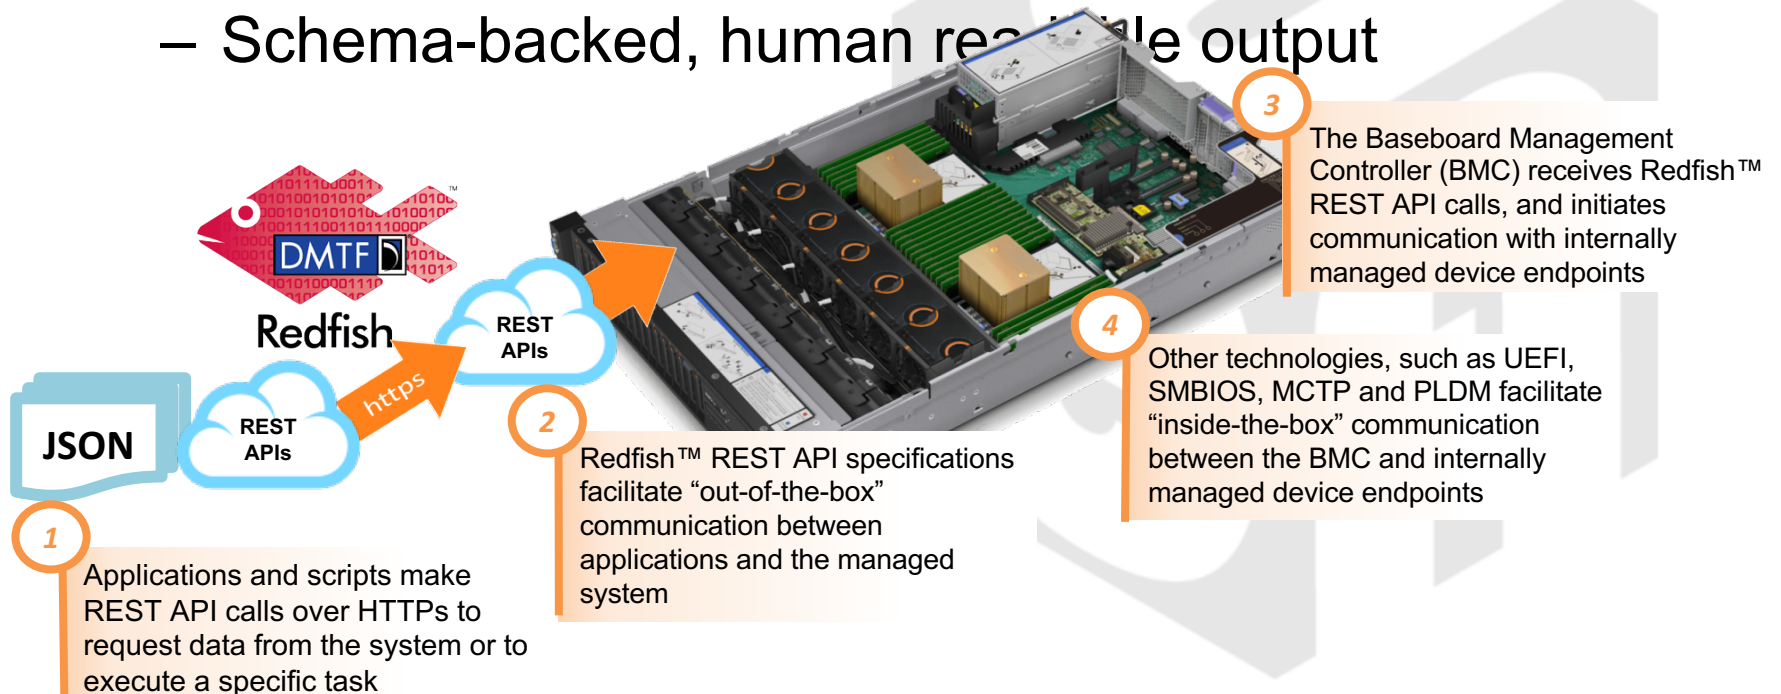 – Schema-backed, human readable output
DMTF
™
Redfish
JSON
REST
APIs
https
REST
APIs
1
Applications and scripts make
REST API calls over HTTPs to
request data from the system or to
execute a specific task
2
Redfish™ REST API specifications
facilitate “out-of-the-box”
communication between
applications and the managed
system
3
The Baseboard Management
Controller (BMC) receives Redfish™
REST API calls, and initiates
communication with internally
managed device endpoints
4
Other technologies, such as UEFI,
SMBIOS, MCTP and PLDM facilitate
“inside-the-box” communication
between the BMC and internally
managed device endpoints